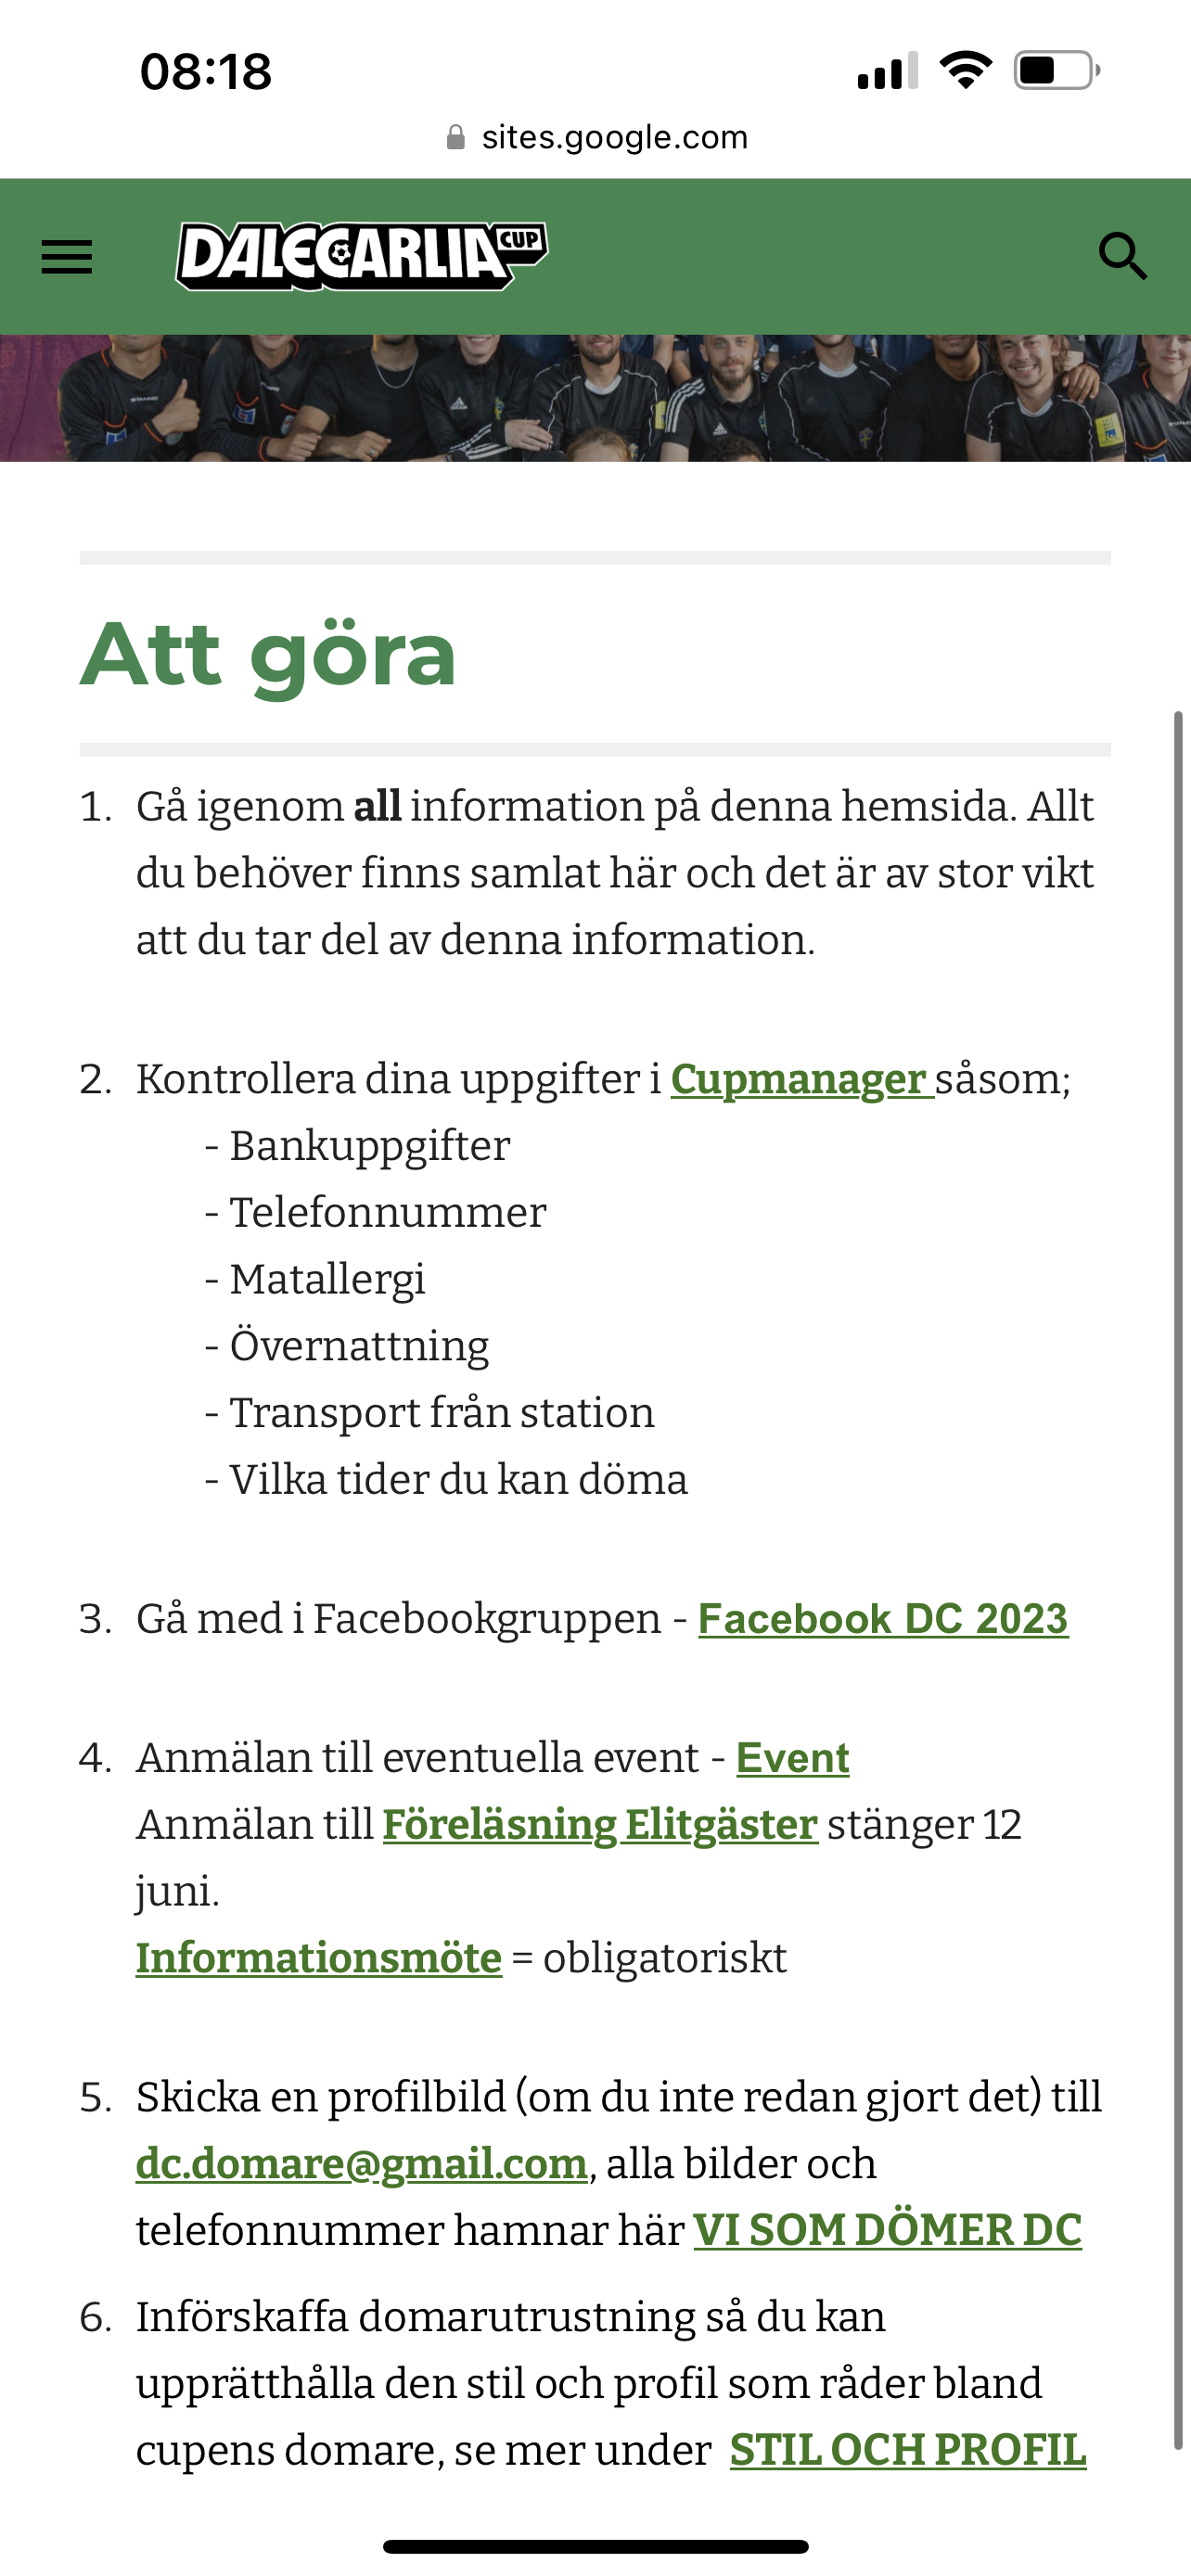 08:18
sites.google.com
DALECARLIA CUP
Att göra
1. Gå igenom all information på denna hemsida. Allt
du behöver finns samlat här och det är av stor vikt
att du tar del av denna information.
2. Kontrollera dina uppgifter i Cupmanager såsom;
- Bankuppgifter
- Telefonnummer
- Matallergi
- Övernattning
- Transport från station
- Vilka tider du kan döma
3. Gå med i Facebookgruppen - Facebook DC 2023
4. Anmälan till eventuella event - Event
Anmälan till Föreläsning Elitgäster stänger 12
juni.
Informationsmöte = obligatoriskt
5. Skicka en profilbild (om du inte redan gjort det) till
dc.domare@gmail.com, alla bilder och
telefonnummer hamnar här VI SOM DÖMER DC
6. Införskaffa domarutrustning så du kan
upprätthålla den stil och profil som råder bland
cupens domare, se mer under STIL OCH PROFIL